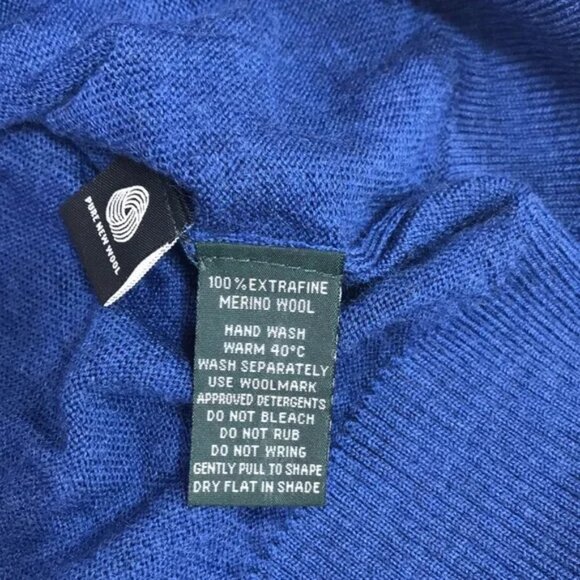 PURE NEW WOOL
100% EXTRAFINE
MERINO WOOL
HAND WASH
WARM 40°C
WASH SEPARATELY
USE WOOLMARK
APPROVED DETERGENTS
DO NOT BLEACH
DO NOT RUB
DO NOT WRING
GENTLY PULL TO SHAPE
DRY FLAT IN SHADE